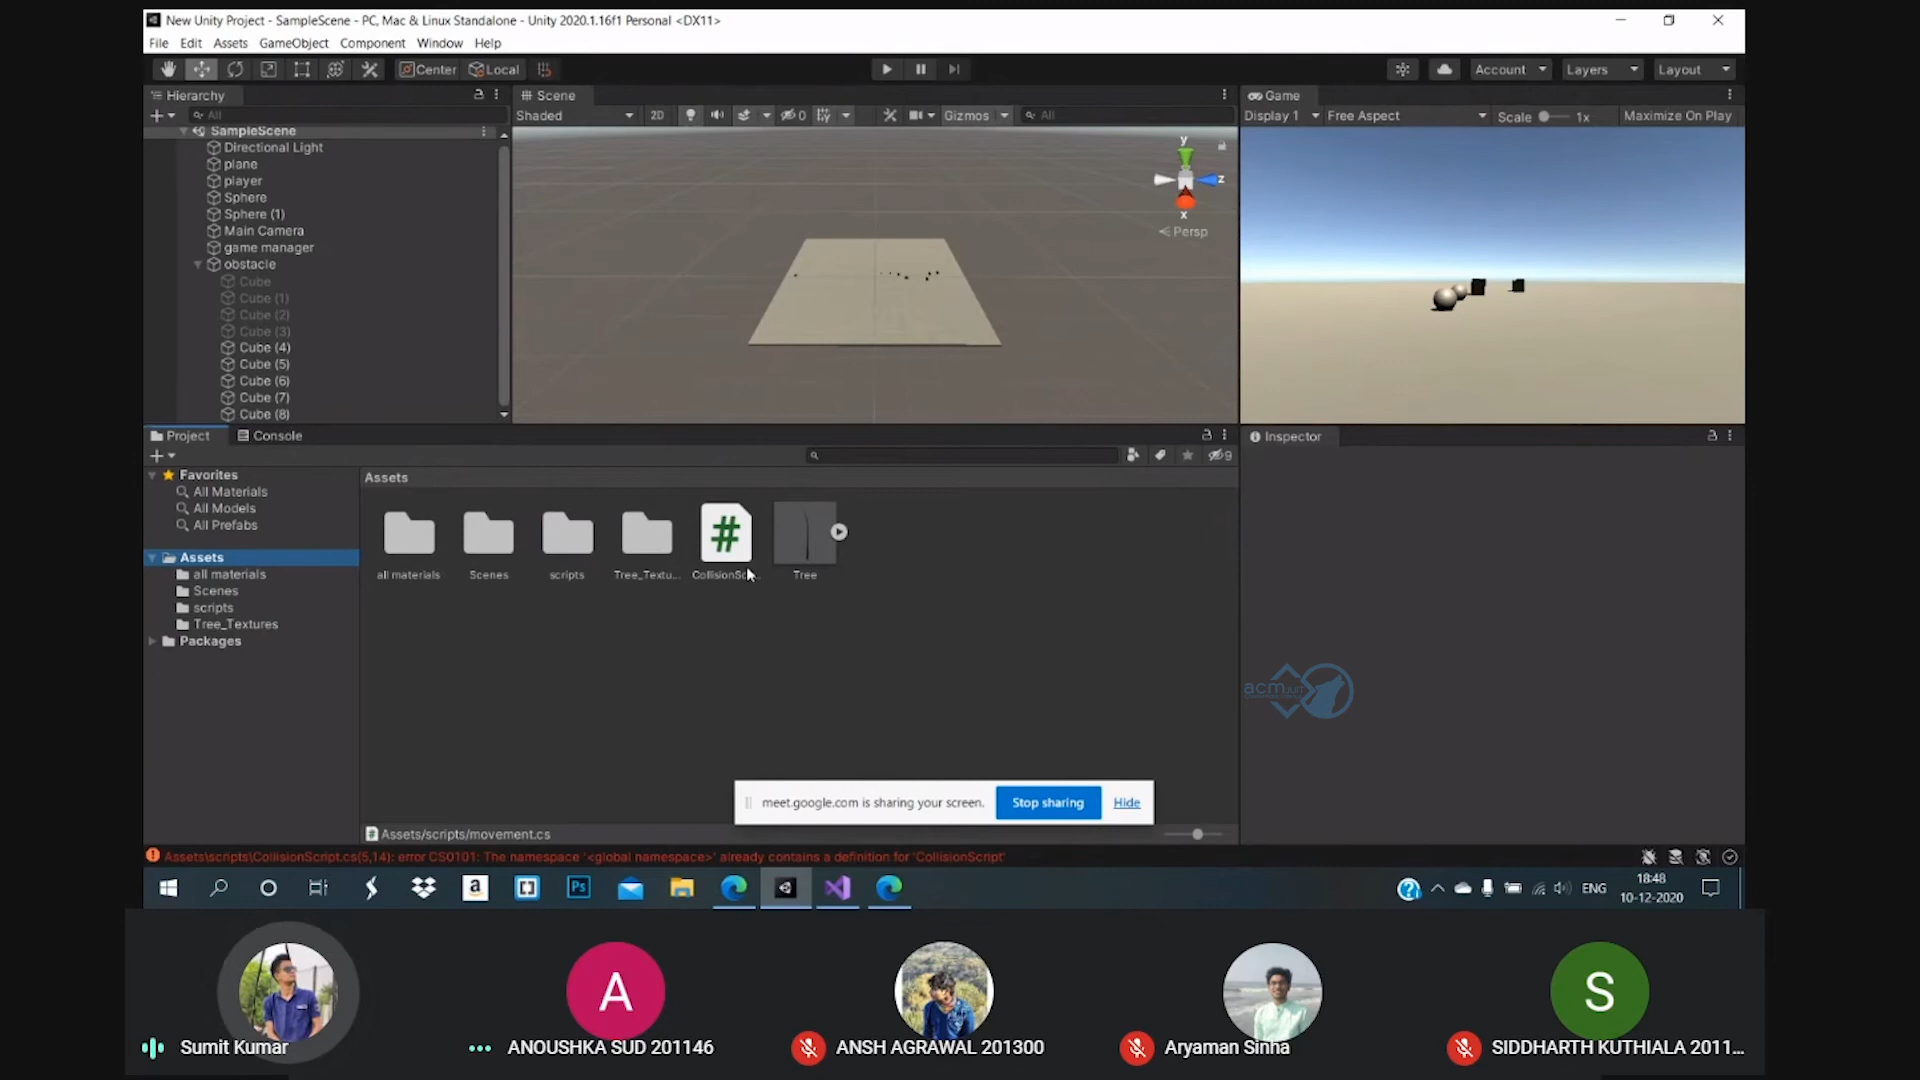 New Unity Project - SampleScene - PC, Mac & Linux Standalone - Unity 2020.1.16f1 Personal <DX11>
File Edit Assets GameObject Component Window Help
Center Local Account Layers Layout
Hierarchy
All
SampleScene
Directional Light
plane
player
Sphere
Sphere (1)
Main Camera
game manager
obstacle
Cube
Cube (1)
Cube (2)
Cube (3)
Cube (4)
Cube (5)
Cube (6)
Cube (7)
Cube (8)
Scene
Shaded 2D 0 Gizmos All
y
z
x
Persp
Game
Display 1 Free Aspect Scale 1x Maximize On Play
Project Console
9
Favorites
All Materials
All Models
All Prefabs
Assets
all materials
Scenes
scripts
Tree_Textures
Packages
Assets
all materials Scenes scripts Tree_Textu... CollisionSc... Tree
Assets/scripts/movement.cs
Inspector
acm JUIT
meet.google.com is sharing your screen. Stop sharing Hide
Assets\scripts\CollisionScript.cs(5,14): error CS0101: The namespace '<global namespace>' already contains a definition for 'CollisionScript'
a Ps ENG
18:48
10-12-2020
A S
Sumit Kumar ANOUSHKA SUD 201146 ANSH AGRAWAL 201300 Aryaman Sinha SIDDHARTH KUTHIALA 2011...